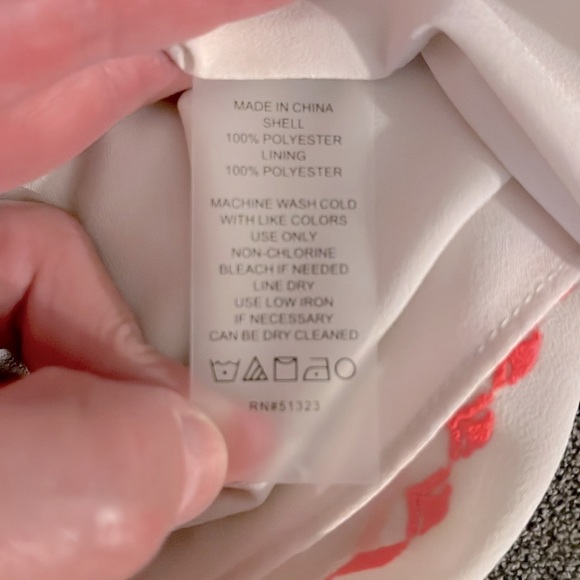 MADE IN CHINA
SHELL
100% POLYESTER
LINING
100% POLYESTER
MACHINE WASH COLD
WITH LIKE COLORS
USE ONLY
NON-CHLORINE
BLEACH IF NEEDED
LINE DRY
USE LOW IRON
IF NECESSARY
CAN BE DRY CLEANED
RN#51323